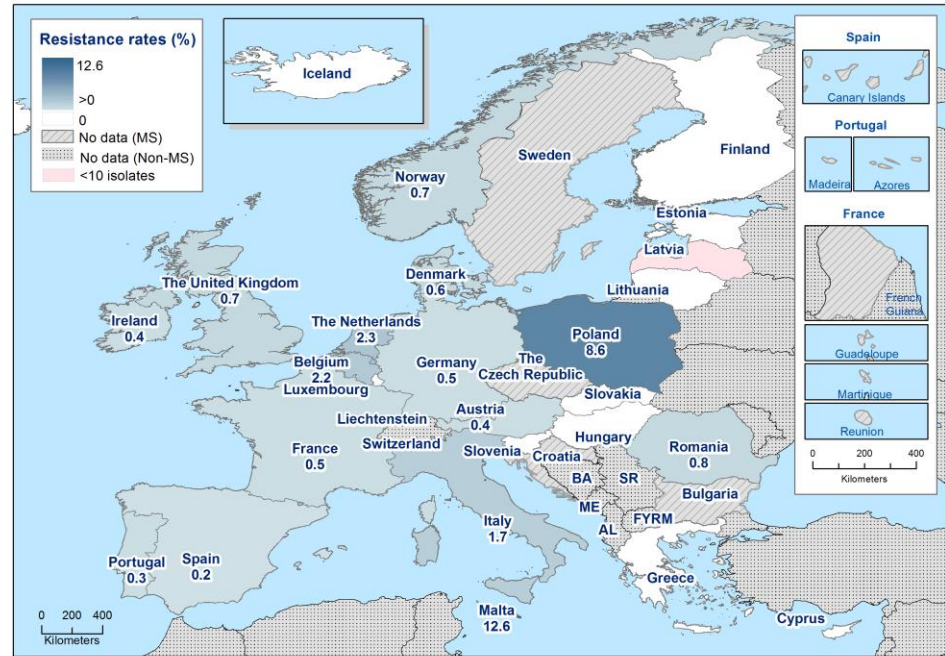 Resistance rates (%)
12.6
>0
0
No data (MS)
No data (Non-MS)
<10 isolates
Iceland
Spain
Canary Islands
Portugal
Madeira
Azores
France
French
Guiana
Guadeloupe
Martinique
Reunion
0 200 400
Kilometers
Sweden
Finland
Norway
0.7
Estonia
Latvia
Lithuania
Denmark
0.6
The United Kingdom
0.7
Ireland
0.4
The Netherlands
2.3
Belgium
2.2
Luxembourg
Germany
0.5
Poland
8.6
The
Czech Republic
Slovakia
Liechtenstein
Austria
0.4
Switzerland
France
0.5
Slovenia
Hungary
Croatia
Romania
0.8
BA
SR
Bulgaria
ME
AL
FYRM
Italy
1.7
Greece
Portugal
0.3
Spain
0.2
Malta
12.6
Cyprus
0 200 400
Kilometers